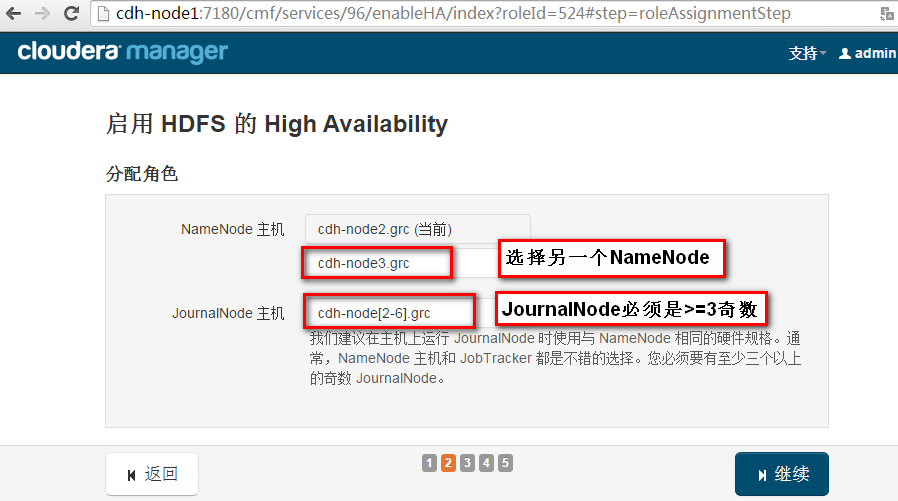 cdh-node1:7180/cmf/services/96/enableHA/index?roleId=524#step=roleAssignmentStep
cloudera manager
支持
admin
启用 HDFS 的 High Availability
分配角色
NameNode 主机
cdh-node2.grc (当前)
cdh-node3.grc
选择另一个NameNode
JournalNode 主机
cdh-node[2-6].grc
JournalNode必须是>=3奇数
我们建议在主机上运行 JournalNode 时使用与 NameNode 相同的硬件规格。通
常，NameNode 主机和 JobTracker 都是不错的选择。您必须要有至少三个以上
的奇数 JournalNode。
返回
1 2 3 4 5
继续